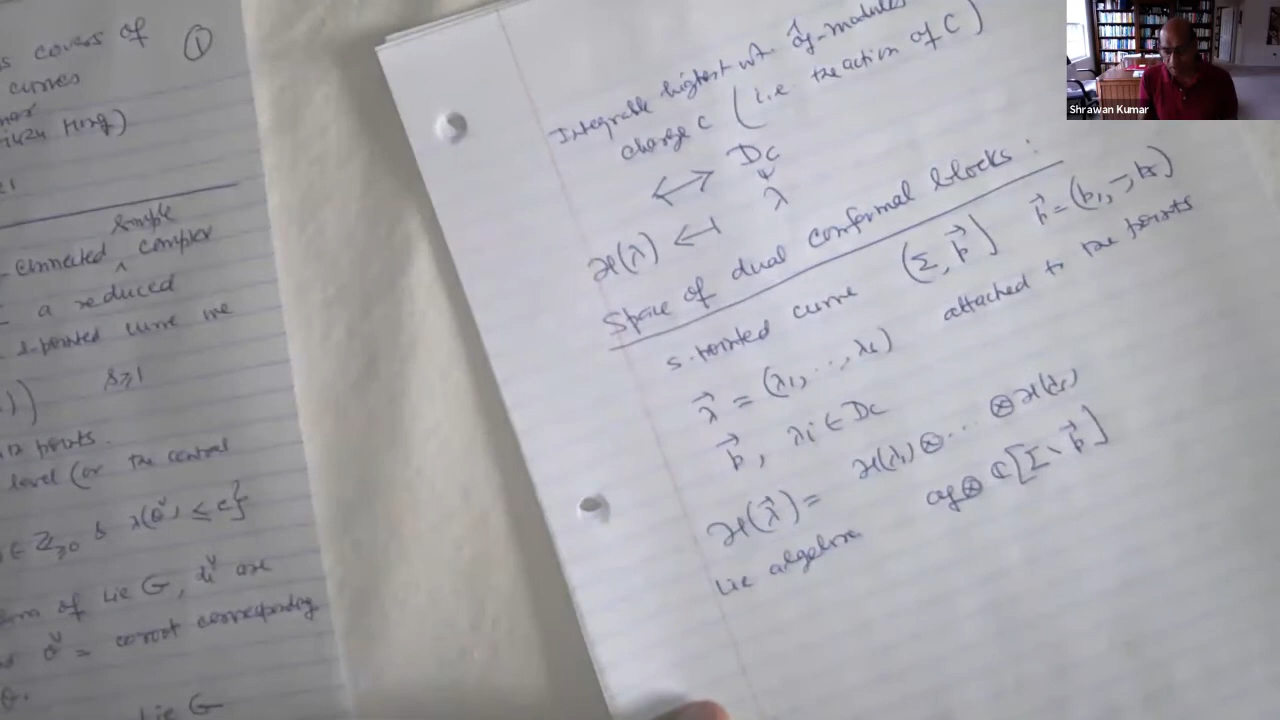 s covers of
①
curves
Hong)
simple
connected ^ complex
a reduced
s-pointed curve
s≥1
points.
level (or the central
∈ Z≥0 & λ(θ^∨) ≤ c}
of Lie G, αi^∨ are
θ^∨ = coroot corresponding
Lie G
Integrable highest wt ĝ-modules
charge c (i.e the action of C)
↔ Dc
ψ
H(λ) ↤ λ
Space of dual conformal blocks:
s-pointed curve (Σ, p⃗) p⃗ = (p1, –, ps)
λ⃗ = (λ1, . . , λs) attached to the points
p⃗, λi ∈ Dc
H(λ⃗) = H(λ1) ⊗ . . . ⊗ H(λs)
Lie algebra g ⊗ C[Σ \ p⃗]
Shrawan Kumar